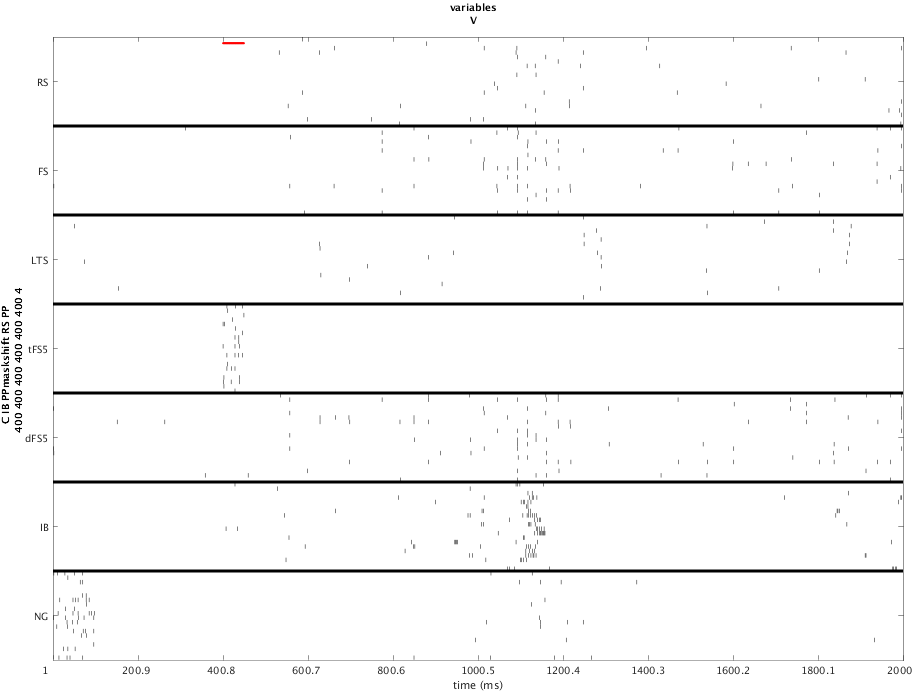 variables
V
RS
FS
LTS
tFS5
dFS5
IB
NG
C IB PPmaskshift RS PP
400 400 400 400 400 400 4
1 200.9 400.8 600.7 800.6 1000.5 1200.4 1400.3 1600.2 1800.1 2000
time (ms)